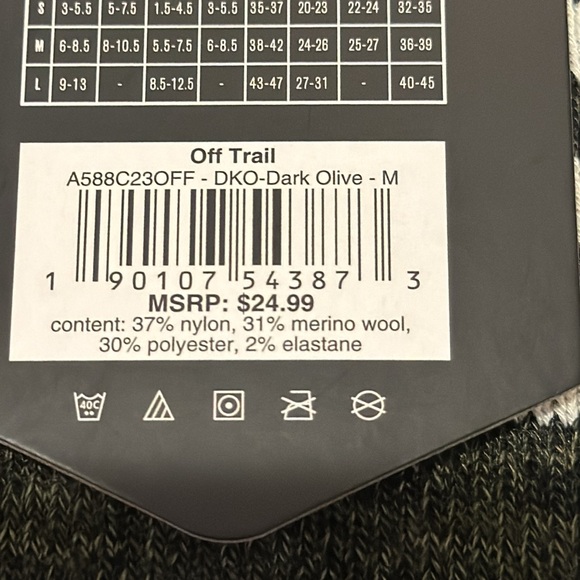 S 3-5.5 5-7.5 1.5-4.5 3-5.5 35-37 20-23 22-24 32-35
M 6-8.5 8-10.5 5.5-7.5 6-8.5 38-42 24-26 25-27 36-39
L 9-13 - 8.5-12.5 - 43-47 27-31 - 40-45
Off Trail
A588C23OFF - DKO-Dark Olive - M
1 90107 54387 3
MSRP: $24.99
content: 37% nylon, 31% merino wool,
30% polyester, 2% elastane
40C